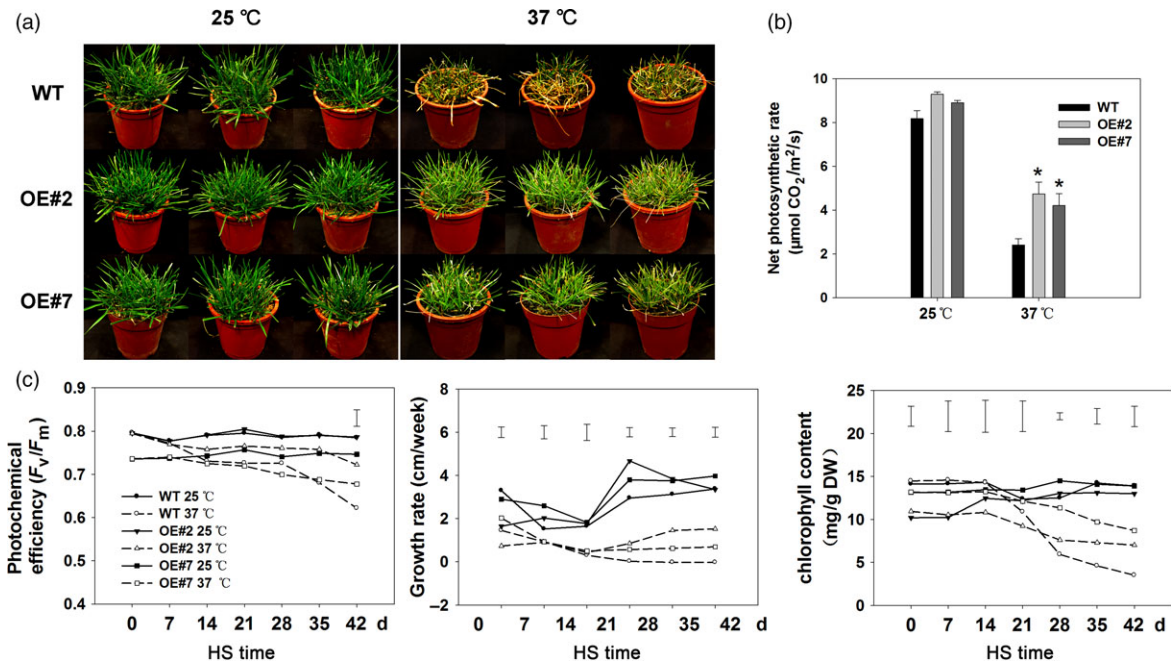 (a)
25 ℃
37 ℃
WT
OE#2
OE#7
(b)
Net photosynthetic rate
(μmol CO₂/m²/s)
10
8
6
4
2
0
WT
OE#2
OE#7
*
*
25 ℃
37 ℃
(c)
Photochemical
efficiency (Fv/Fm)
0.9
0.8
0.7
0.6
0.5
0.4
WT 25 ℃
WT 37 ℃
OE#2 25 ℃
OE#2 37 ℃
OE#7 25 ℃
OE#7 37 ℃
0 7 14 21 28 35 42 d
HS time
Growth rate (cm/week)
6
4
2
0
–2
0 7 14 21 28 35 42 d
HS time
chlorophyll content
(mg/g DW)
25
20
15
10
5
0
0 7 14 21 28 35 42 d
HS time